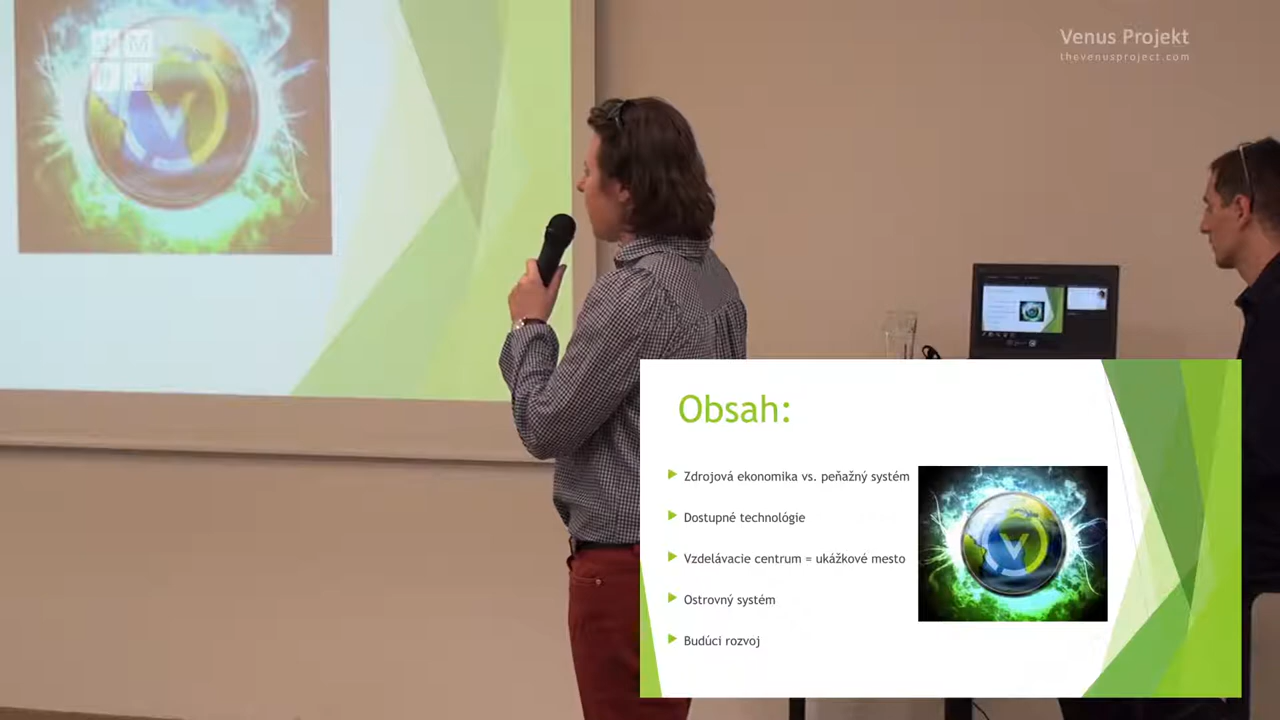 Venus Projekt
thevenusproject.com
Obsah:
Zdrojová ekonomika vs. peňažný systém
Dostupné technológie
Vzdelávacie centrum = ukážkové mesto
Ostrovný systém
Budúci rozvoj